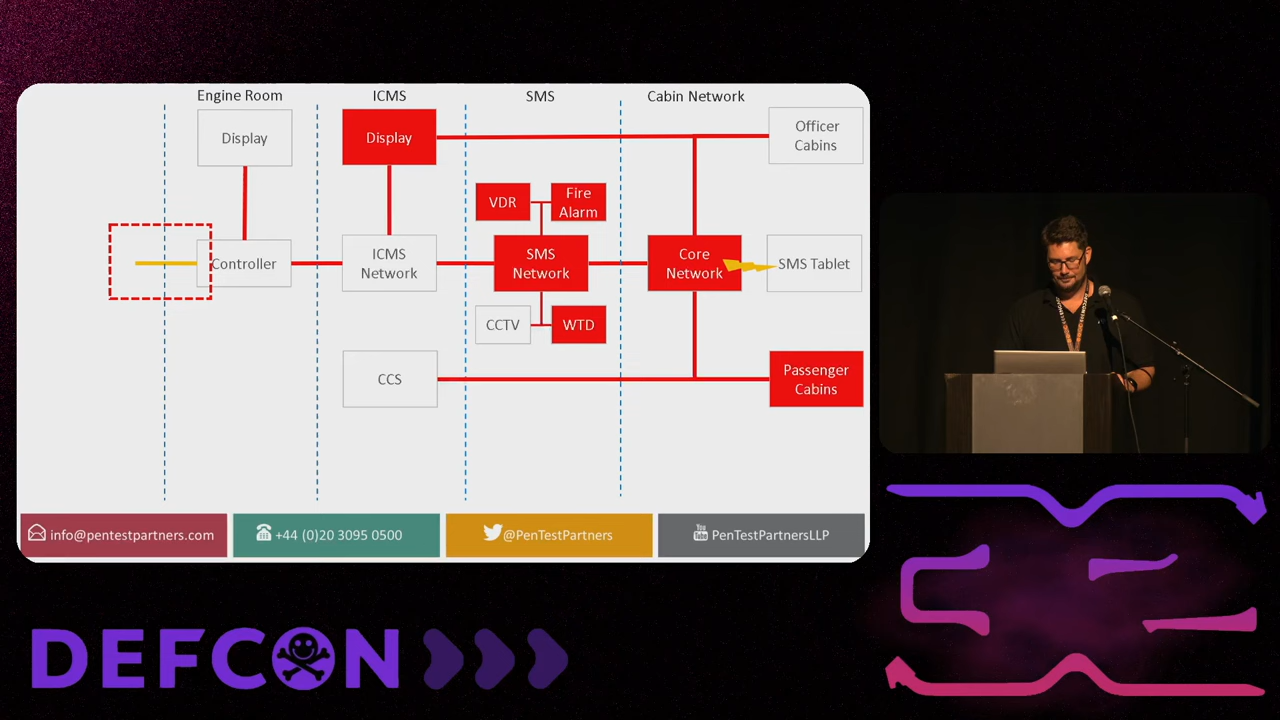 Engine Room
ICMS
SMS
Cabin Network
Display
Display
Officer
Cabins
VDR
Fire
Alarm
Controller
ICMS
Network
SMS
Network
Core
Network
SMS Tablet
CCTV
WTD
CCS
Passenger
Cabins
info@pentestpartners.com
+44 (0)20 3095 0500
@PenTestPartners
You
Tube
PenTestPartnersLLP
DEFCON